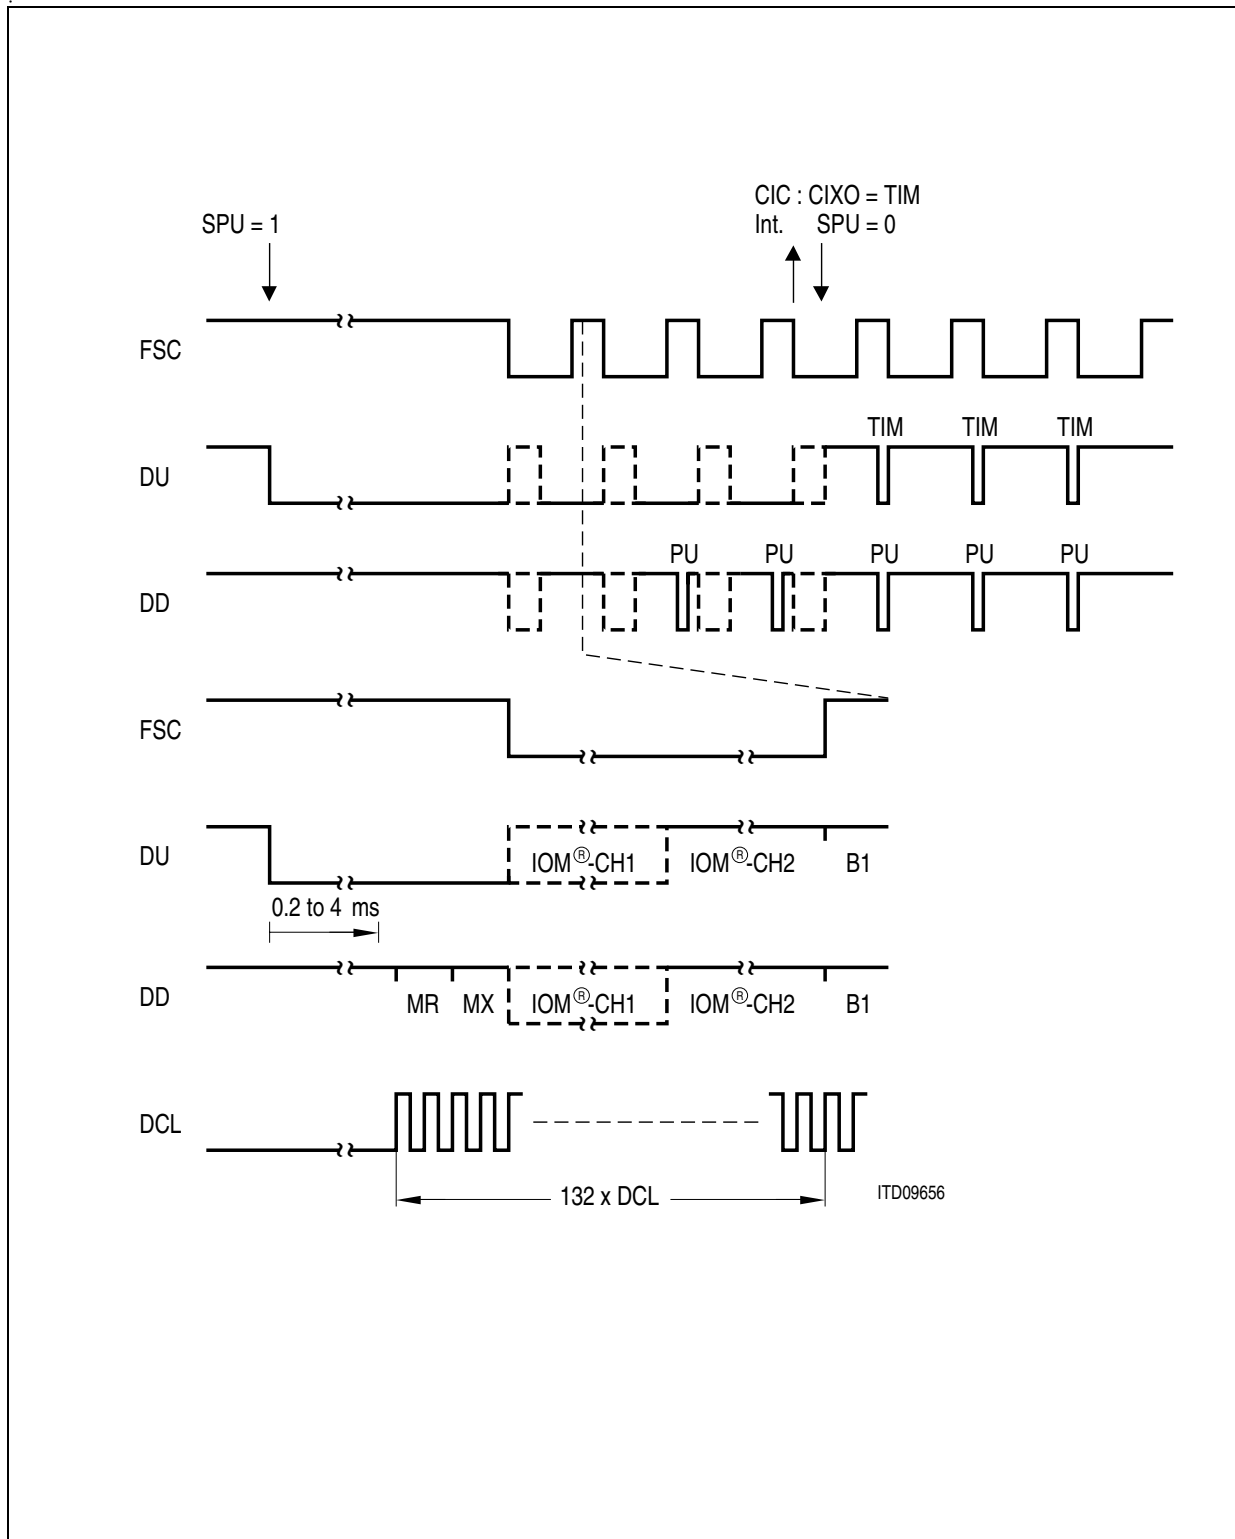 CIC : CIXO = TIM
SPU = 1
Int. SPU = 0
FSC
TIM TIM TIM
DU
PU PU PU PU PU
DD
FSC
DU
IOM®-CH1 IOM®-CH2 B1
0.2 to 4 ms
DD
MR MX IOM®-CH1 IOM®-CH2 B1
DCL
132 x DCL
ITD09656